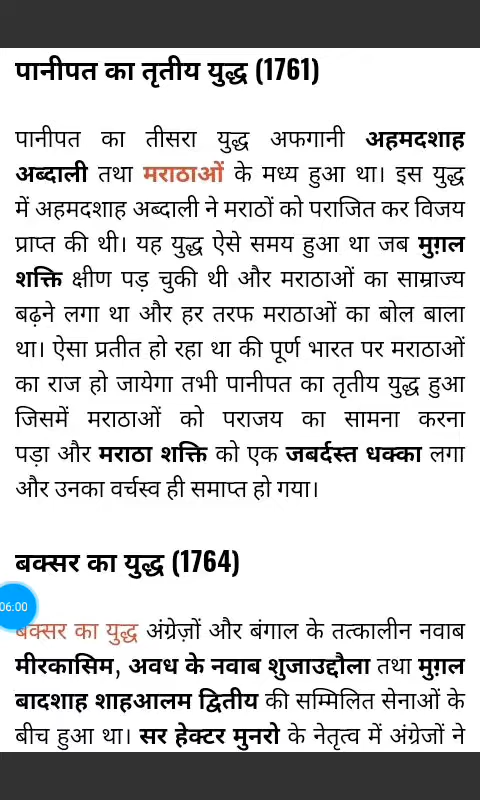 पानीपत का तृतीय युद्ध (1761)
पानीपत का तीसरा युद्ध अफगानी अहमदशाह
अब्दाली तथा मराठाओं के मध्य हुआ था। इस युद्ध
में अहमदशाह अब्दाली ने मराठों को पराजित कर विजय
प्राप्त की थी। यह युद्ध ऐसे समय हुआ था जब मुग़ल
शक्ति क्षीण पड़ चुकी थी और मराठाओं का साम्राज्य
बढ़ने लगा था और हर तरफ मराठाओं का बोल बाला
था। ऐसा प्रतीत हो रहा था की पूर्ण भारत पर मराठाओं
का राज हो जायेगा तभी पानीपत का तृतीय युद्ध हुआ
जिसमें मराठाओं को पराजय का सामना करना
पड़ा और मराठा शक्ति को एक जबर्दस्त धक्का लगा
और उनका वर्चस्व ही समाप्त हो गया।
बक्सर का युद्ध (1764)
06:00
बक्सर का युद्ध अंग्रेज़ों और बंगाल के तत्कालीन नवाब
मीरकासिम, अवध के नवाब शुजाउद्दौला तथा मुग़ल
बादशाह शाहआलम द्वितीय की सम्मिलित सेनाओं के
बीच हुआ था। सर हेक्टर मुनरो के नेतृत्व में अंग्रेजों ने